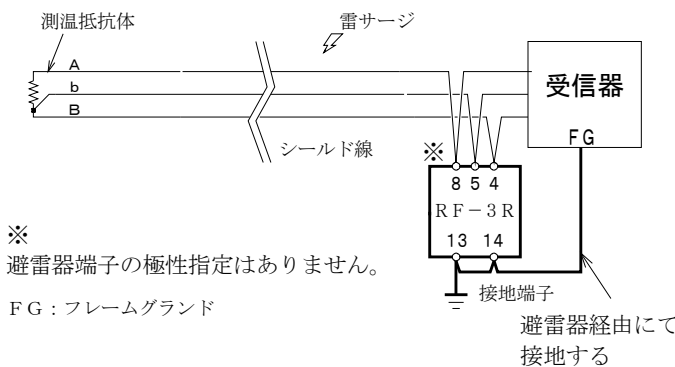 測温抵抗体
雷サージ
A
b
B
受信器
FG
シールド線
※
8 5 4
RF－3R
13 14
接地端子
※
避雷器端子の極性指定はありません。
FG：フレームグランド
避雷器経由にて
接地する